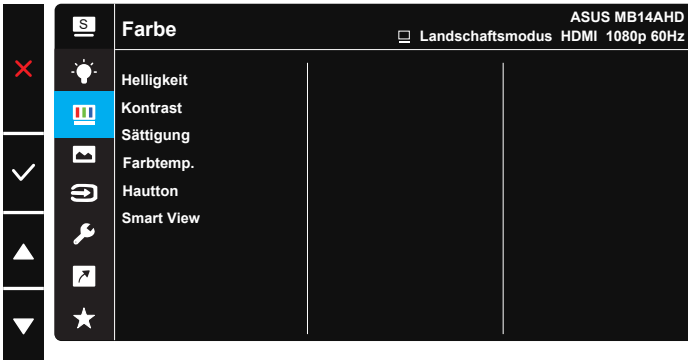 S
Farbe
ASUS MB14AHD
Landschaftsmodus HDMI 1080p 60Hz
Helligkeit
Kontrast
Sättigung
Farbtemp.
Hautton
Smart View